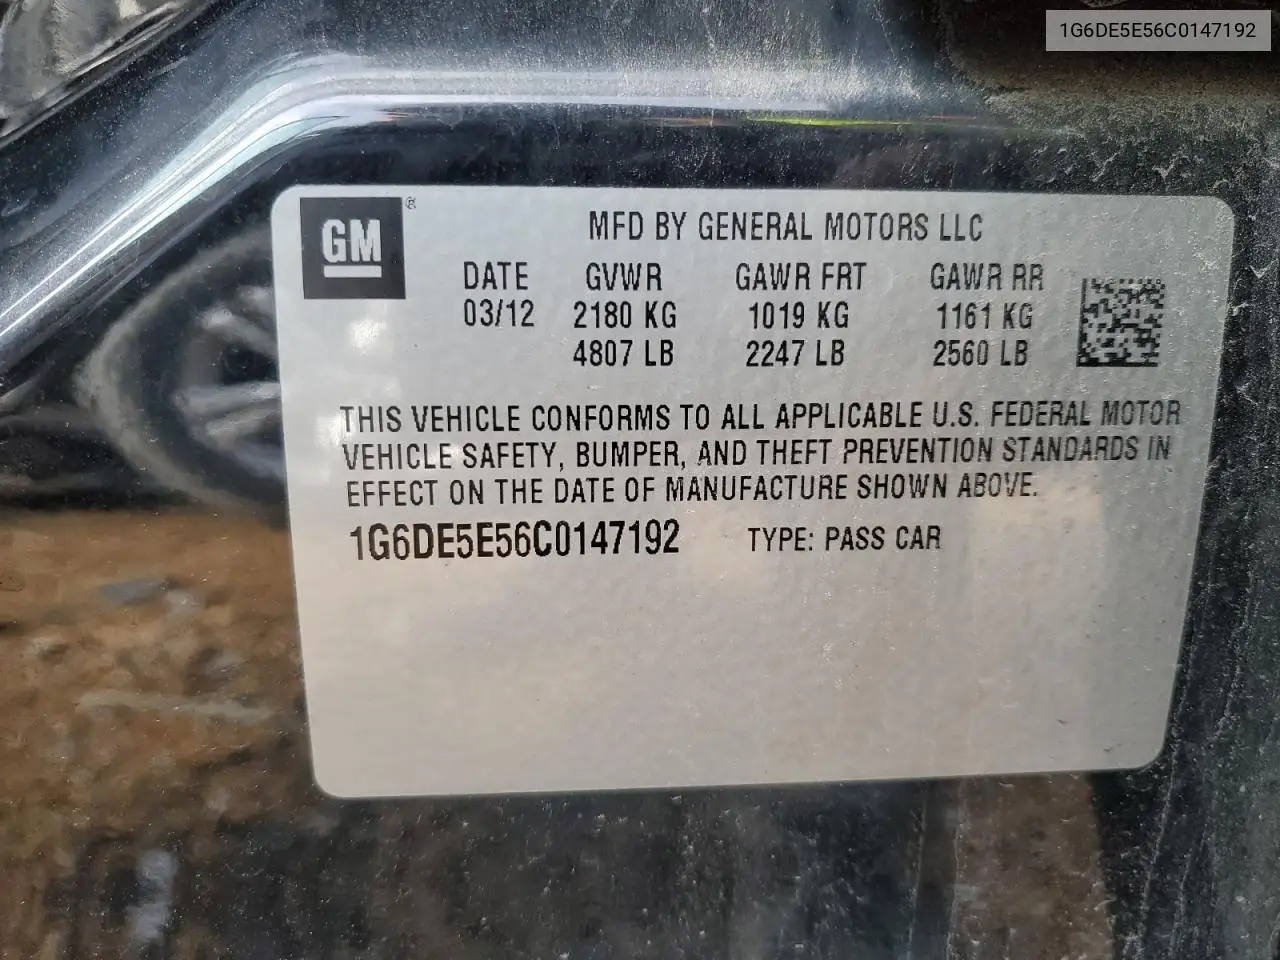 1G6DE5E56C0147192
GM ®
MFD BY GENERAL MOTORS LLC
DATE GVWR GAWR FRT GAWR RR
03/12 2180 KG 1019 KG 1161 KG
4807 LB 2247 LB 2560 LB
THIS VEHICLE CONFORMS TO ALL APPLICABLE U.S. FEDERAL MOTOR
VEHICLE SAFETY, BUMPER, AND THEFT PREVENTION STANDARDS IN
EFFECT ON THE DATE OF MANUFACTURE SHOWN ABOVE.
1G6DE5E56C0147192 TYPE: PASS CAR